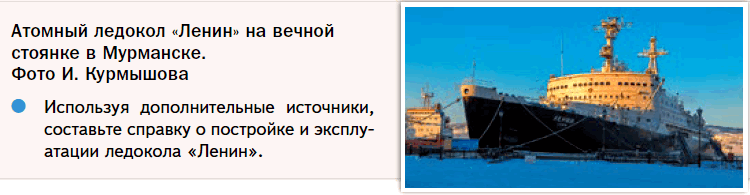 Атомный ледокол «Ленин» на вечной
стоянке в Мурманске.
Фото И. Курмышова
Используя дополнительные источники,
составьте справку о постройке и эксплу-
атации ледокола «Ленин».
ЛЕНИН